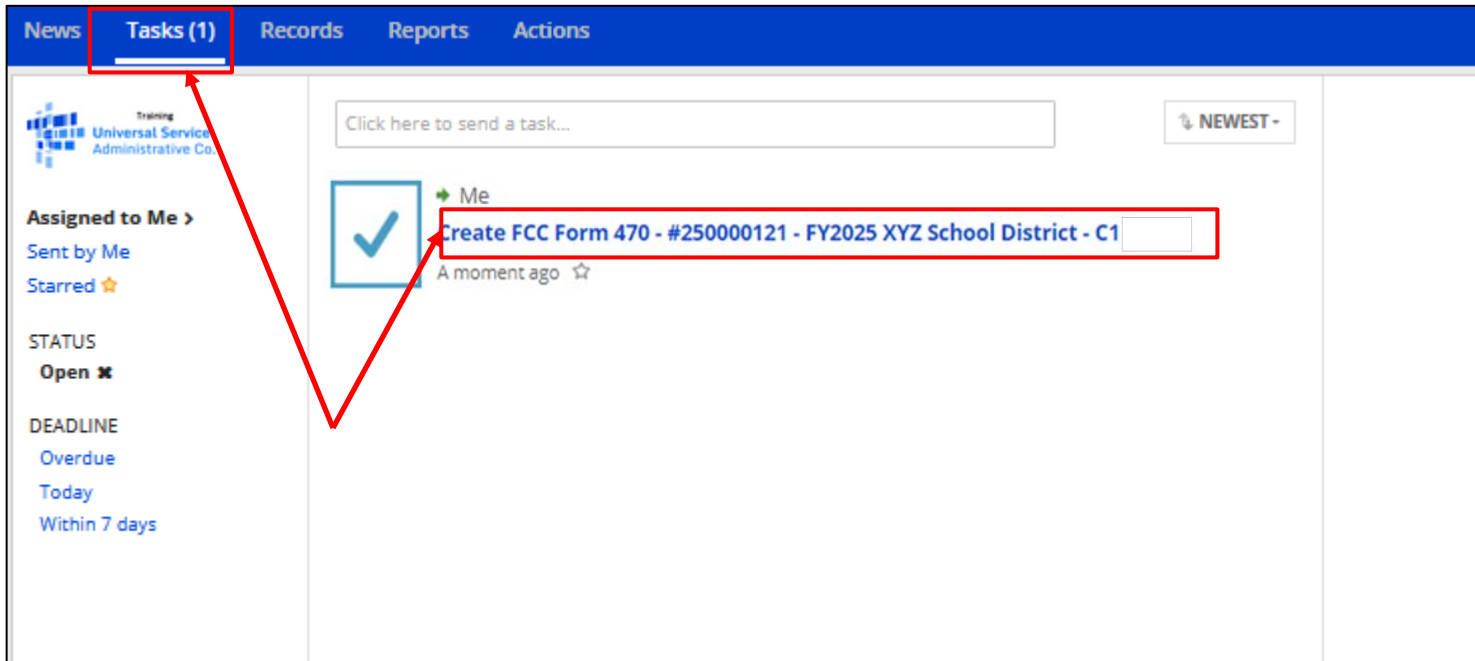 News Tasks (1) Records Reports Actions
Training
Universal Service
Administrative Co.
Click here to send a task...
NEWEST
Assigned to Me >
Sent by Me
Starred
STATUS
Open ✖
DEADLINE
Overdue
Today
Within 7 days
Me
Create FCC Form 470 - #250000121 - FY2025 XYZ School District - C1
A moment ago